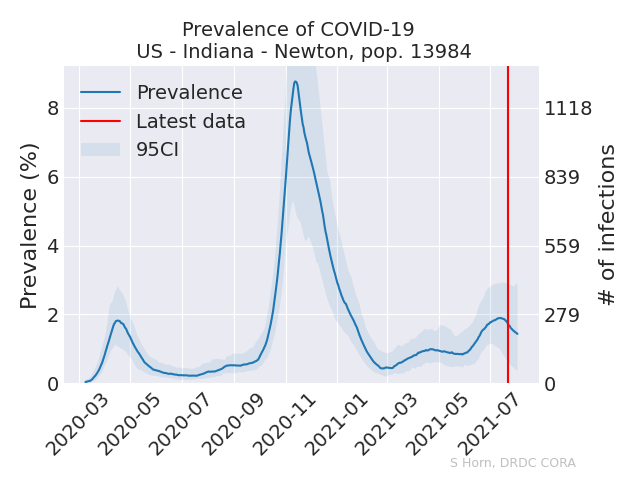 Prevalence of COVID-19
US - Indiana - Newton, pop. 13984
Prevalence
Latest data
95CI
Prevalence (%)
8
6
4
2
0
1118
839
559
279
0
# of infections
2020-03
2020-05
2020-07
2020-09
2020-11
2021-01
2021-03
2021-05
2021-07
S Horn, DRDC CORA